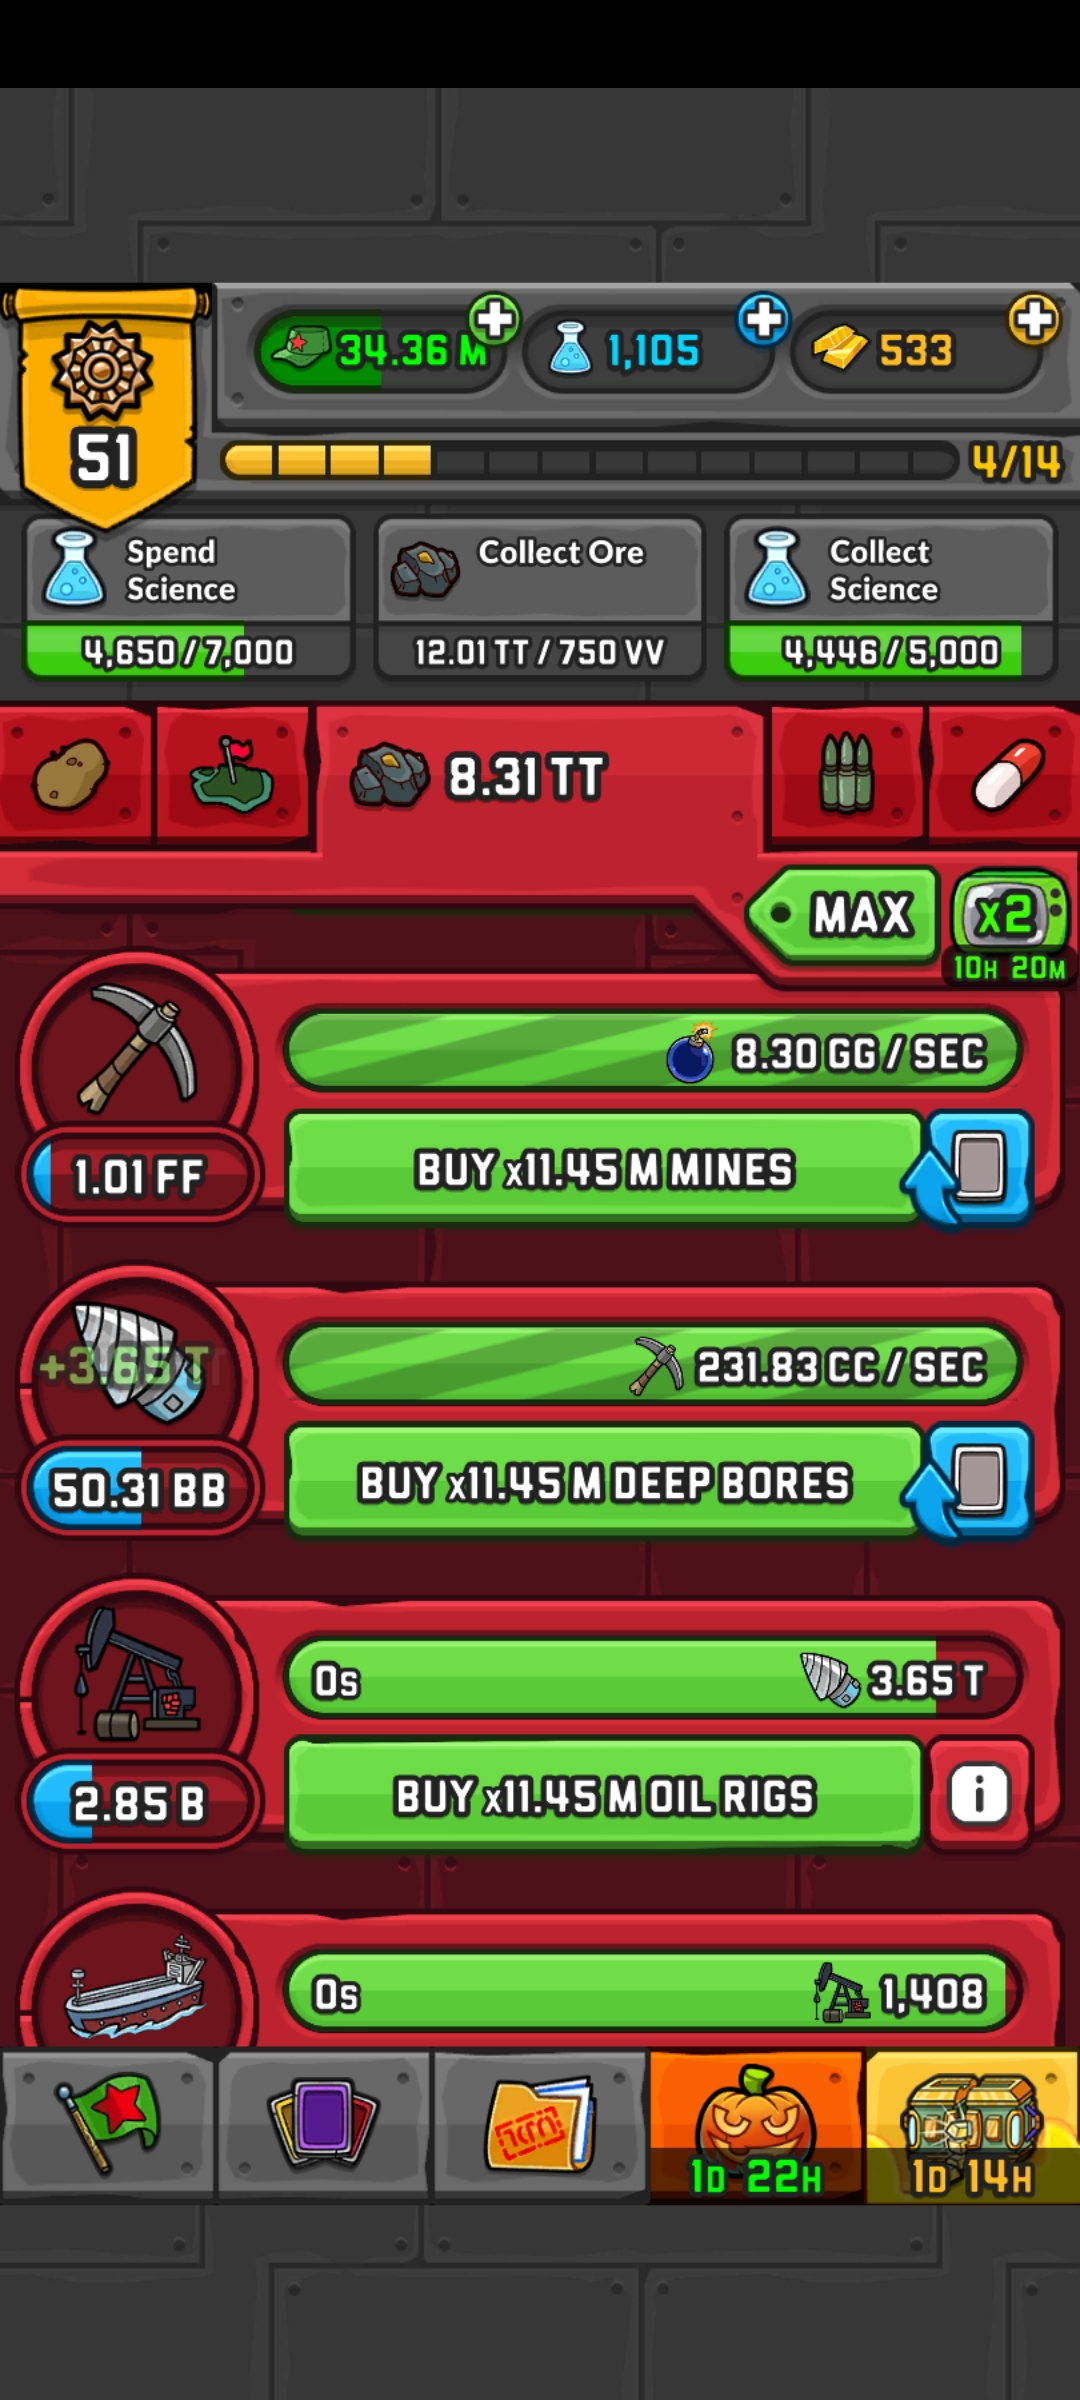 34.36 M
1,105
533
51
4/14
Spend
Science
4,650/7,000
Collect Ore
12.01 TT / 750 VV
Collect
Science
4,446/5,000
8.31 TT
MAX
x2
10H 20M
8.30 GG / SEC
1.01 FF
BUY x11.45 M MINES
+3.65 T
231.83 CC / SEC
50.31 BB
BUY x11.45 M DEEP BORES
0s
3.65 T
2.85 B
BUY x11.45 M OIL RIGS
i
0s
1,408
1D 22H
1D 14H